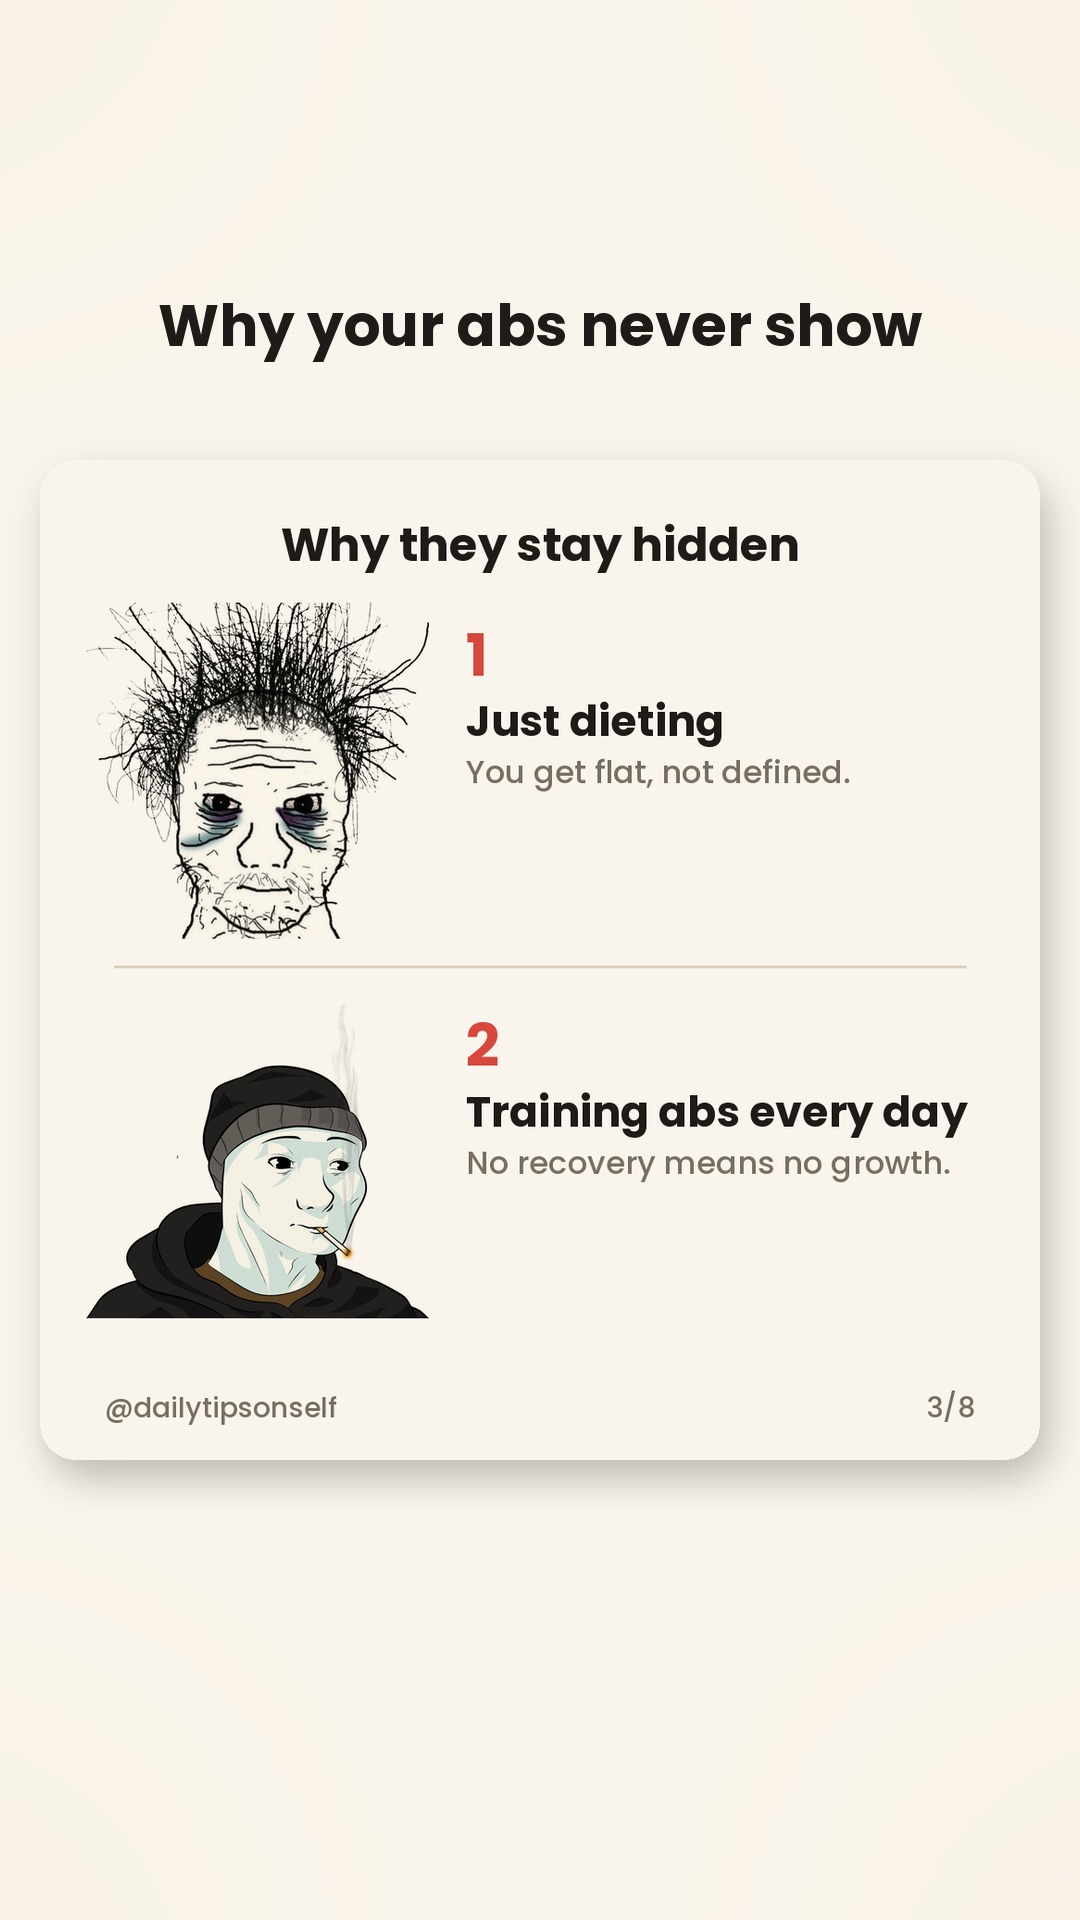 Why your abs never show
Why they stay hidden
1
Just dieting
You get flat, not defined.
2
Training abs every day
No recovery means no growth.
@dailytipsonself
3/8